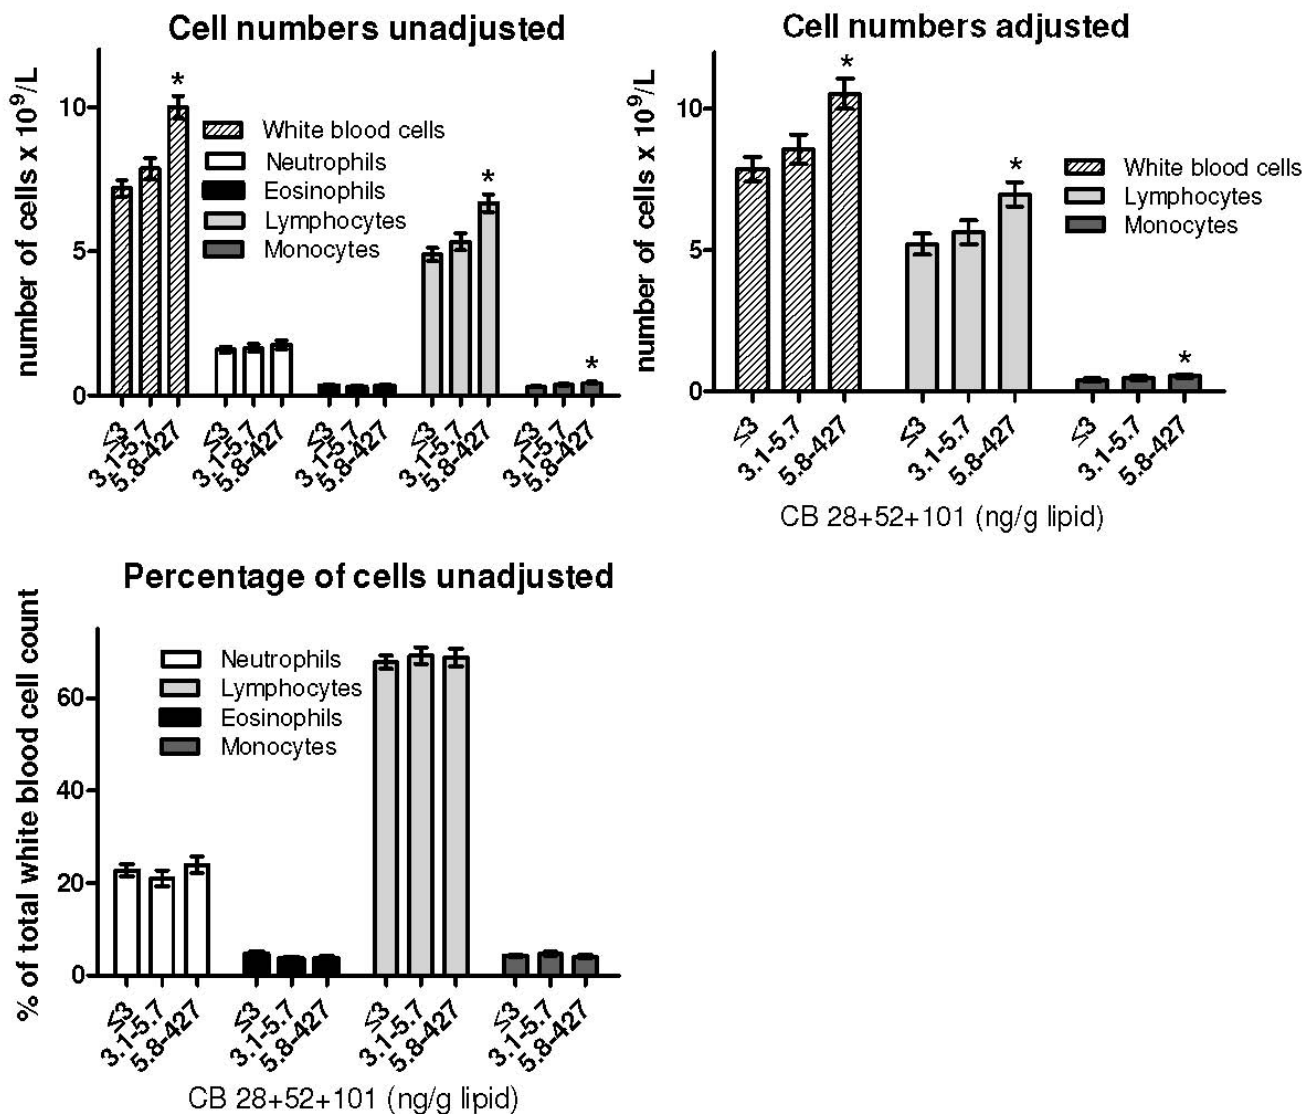 Cell numbers unadjusted
number of cells x 10⁹/L
10
5
0
White blood cells
Neutrophils
Eosinophils
Lymphocytes
Monocytes
*
*
*
≤3
3.1-5.7
5.8-427
≤3
3.1-5.7
5.8-427
≤3
3.1-5.7
5.8-427
≤3
3.1-5.7
5.8-427
≤3
3.1-5.7
5.8-427
Cell numbers adjusted
number of cells x 10⁹/L
10
5
0
White blood cells
Lymphocytes
Monocytes
*
*
*
≤3
3.1-5.7
5.8-427
≤3
3.1-5.7
5.8-427
≤3
3.1-5.7
5.8-427
CB 28+52+101 (ng/g lipid)
Percentage of cells unadjusted
% of total white blood cell count
60
40
20
0
Neutrophils
Lymphocytes
Eosinophils
Monocytes
≤3
3.1-5.7
5.8-427
≤3
3.1-5.7
5.8-427
≤3
3.1-5.7
5.8-427
≤3
3.1-5.7
5.8-427
CB 28+52+101 (ng/g lipid)